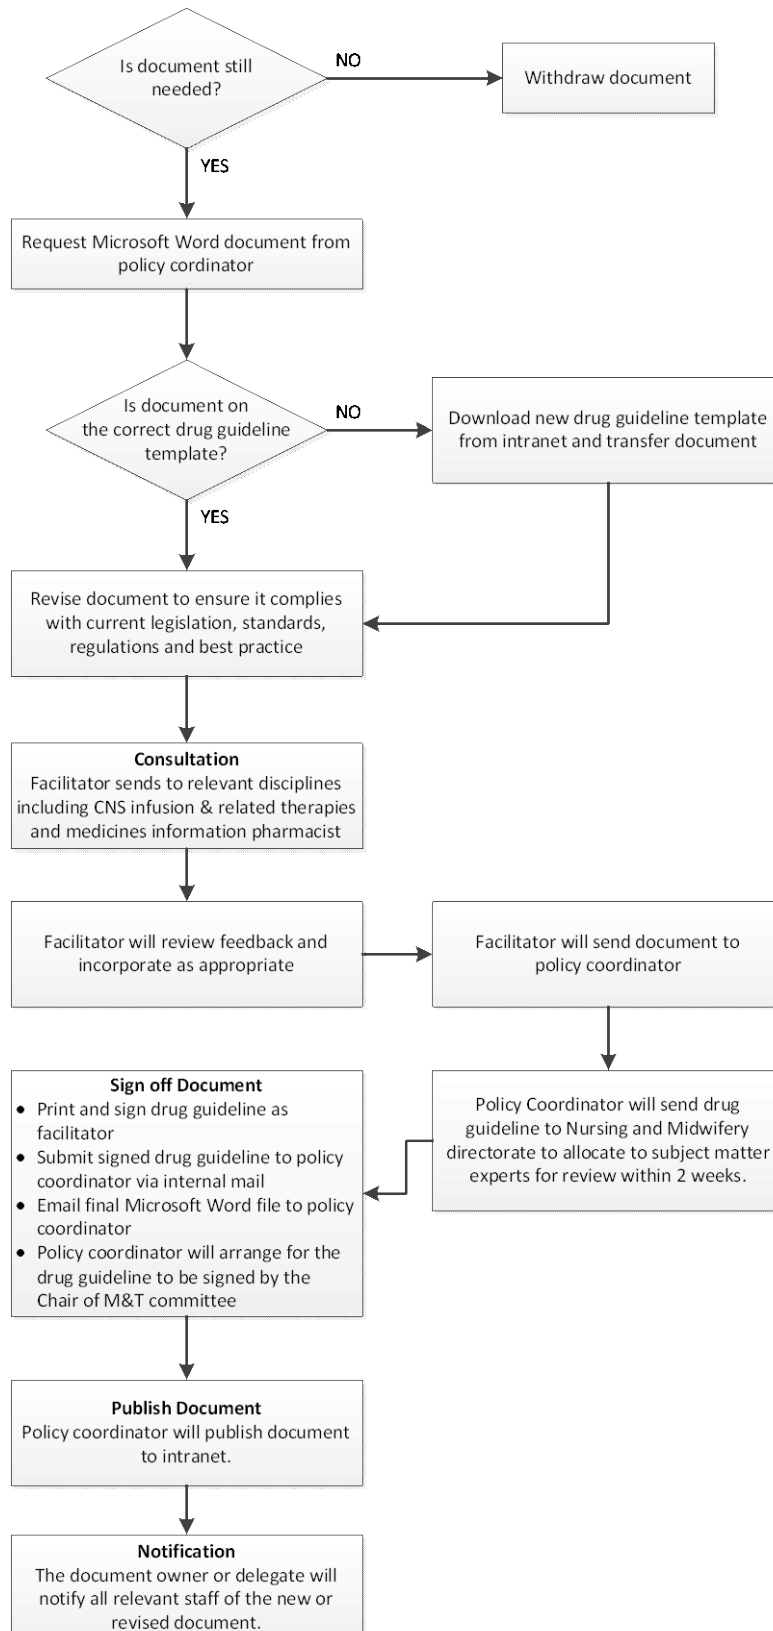 Is document still
needed?
NO
Withdraw document
YES
Request Microsoft Word document from
policy cordinator
Is document on
the correct drug guideline
template?
NO
Download new drug guideline template
from intranet and transfer document
YES
Revise document to ensure it complies
with current legislation, standards,
regulations and best practice
Consultation
Facilitator sends to relevant disciplines
including CNS infusion & related therapies
and medicines information pharmacist
Facilitator will review feedback and
incorporate as appropriate
Facilitator will send document to
policy coordinator
Policy Coordinator will send drug
guideline to Nursing and Midwifery
directorate to allocate to subject matter
experts for review within 2 weeks.
Sign off Document
• Print and sign drug guideline as
facilitator
• Submit signed drug guideline to policy
coordinator via internal mail
• Email final Microsoft Word file to policy
coordinator
• Policy coordinator will arrange for the
drug guideline to be signed by the
Chair of M&T committee
Publish Document
Policy coordinator will publish document
to intranet.
Notification
The document owner or delegate will
notify all relevant staff of the new or
revised document.